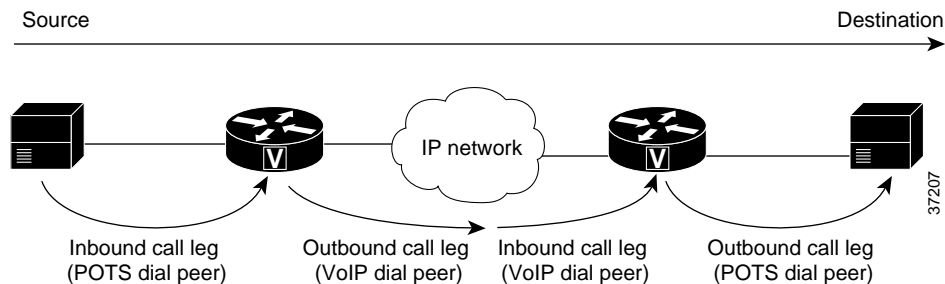 Source
Destination
V
IP network
V
37207
Inbound call leg
(POTS dial peer)
Outbound call leg
(VoIP dial peer)
Inbound call leg
(VoIP dial peer)
Outbound call leg
(POTS dial peer)